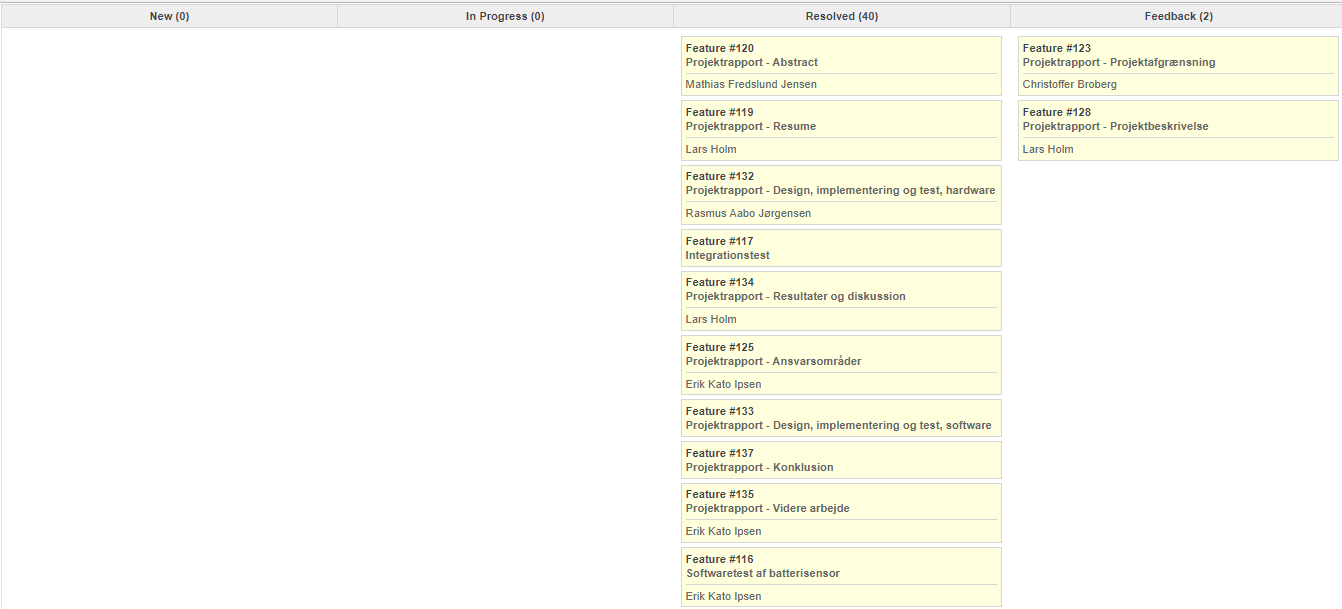 New (0)
In Progress (0)
Resolved (40)
Feedback (2)
Feature #120
Projektrapport - Abstract
Mathias Fredslund Jensen
Feature #119
Projektrapport - Resume
Lars Holm
Feature #132
Projektrapport - Design, implementering og test, hardware
Rasmus Aabo Jørgensen
Feature #117
Integrationstest
Feature #134
Projektrapport - Resultater og diskussion
Lars Holm
Feature #125
Projektrapport - Ansvarsområder
Erik Kato Ipsen
Feature #133
Projektrapport - Design, implementering og test, software
Feature #137
Projektrapport - Konklusion
Feature #135
Projektrapport - Videre arbejde
Erik Kato Ipsen
Feature #116
Softwaretest af batterisensor
Erik Kato Ipsen
Feature #123
Projektrapport - Projektafgrænsning
Christoffer Broberg
Feature #128
Projektrapport - Projektbeskrivelse
Lars Holm